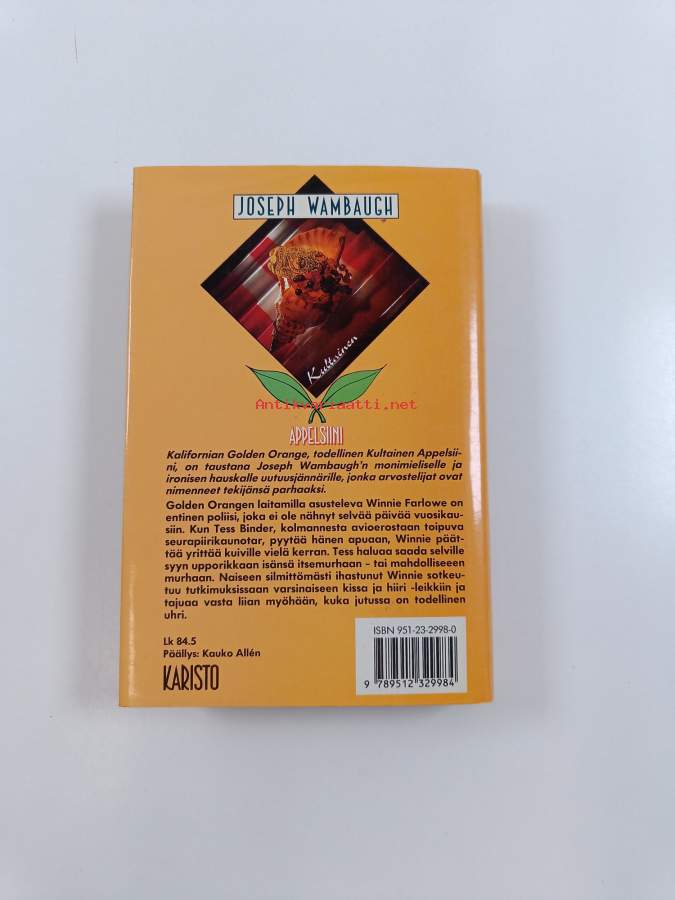 JOSEPH WAMBAUGH
Kultainen
Antikvariaatti.net
APPELSIINI
Kalifornian Golden Orange, todellinen Kultainen Appelsii-
ni, on taustana Joseph Wambaugh'n monimieliselle ja
ironisen hauskalle uutuusjännärille, jonka arvostelijat ovat
nimenneet tekijänsä parhaaksi.
Golden Orangen laitamilla asusteleva Winnie Farlowe on
entinen poliisi, joka ei ole nähnyt selvää päivää vuosikau-
siin. Kun Tess Binder, kolmannesta avioerostaan toipuva
seurapiirikaunotar, pyytää hänen apuaan, Winnie päät-
tää yrittää kuiville vielä kerran. Tess haluaa saada selville
syyn upporikkaan isänsä itsemurhaan - tai mahdolliseeen
murhaan. Naiseen silmittömästi ihastunut Winnie sotkeu-
tuu tutkimuksissaan varsinaiseen kissa ja hiiri -leikkiin ja
tajuaa vasta liian myöhään, kuka jutussa on todellinen
uhri.
ISBN 951-23-2998-0
Lk 84.5
Päällys: Kauko Allén
KARISTO
9 789512 329984